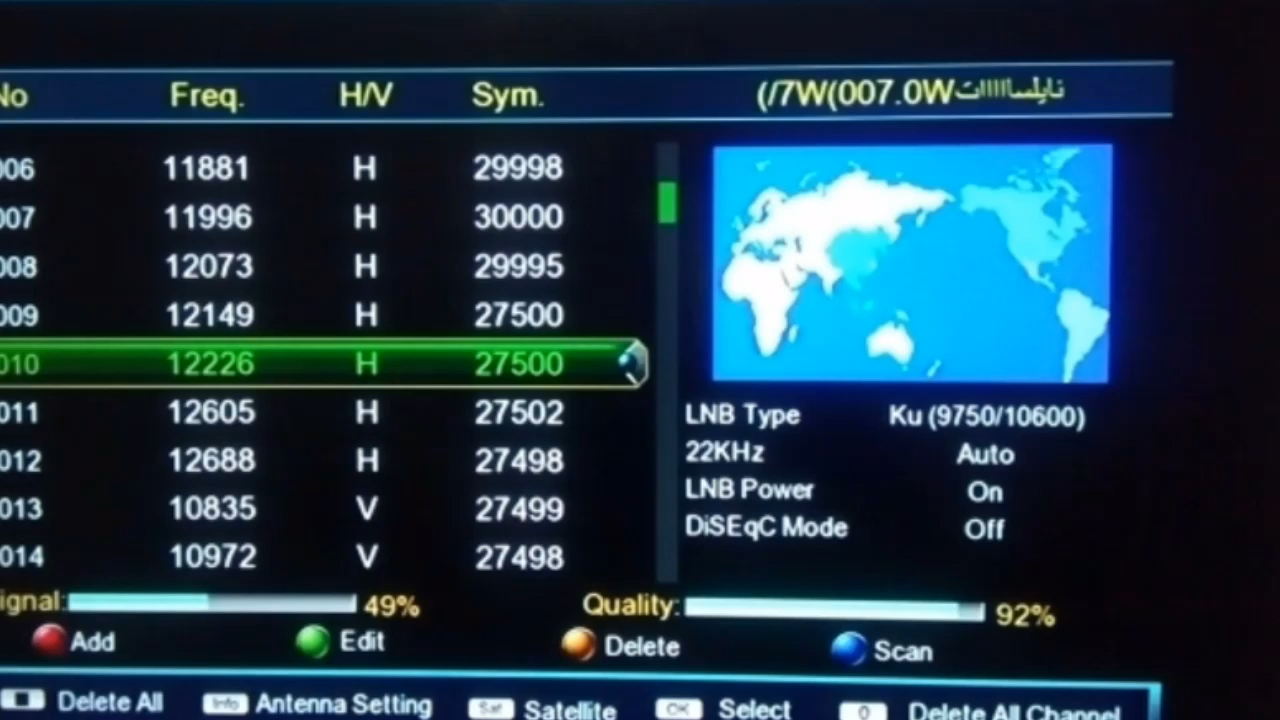 No Freq. H/V Sym. (/7W(007.0Wنايلساااااات
006 11881 H 29998
007 11996 H 30000
008 12073 H 29995
009 12149 H 27500
010 12226 H 27500
011 12605 H 27502
012 12688 H 27498
013 10835 V 27499
014 10972 V 27498
LNB Type Ku (9750/10600)
22KHz Auto
LNB Power On
DiSEqC Mode Off
ignal: 49% Quality: 92%
Add Edit Delete Scan
Delete All Info Antenna Setting Sat Satellite OK Select 0 Delete All Channel